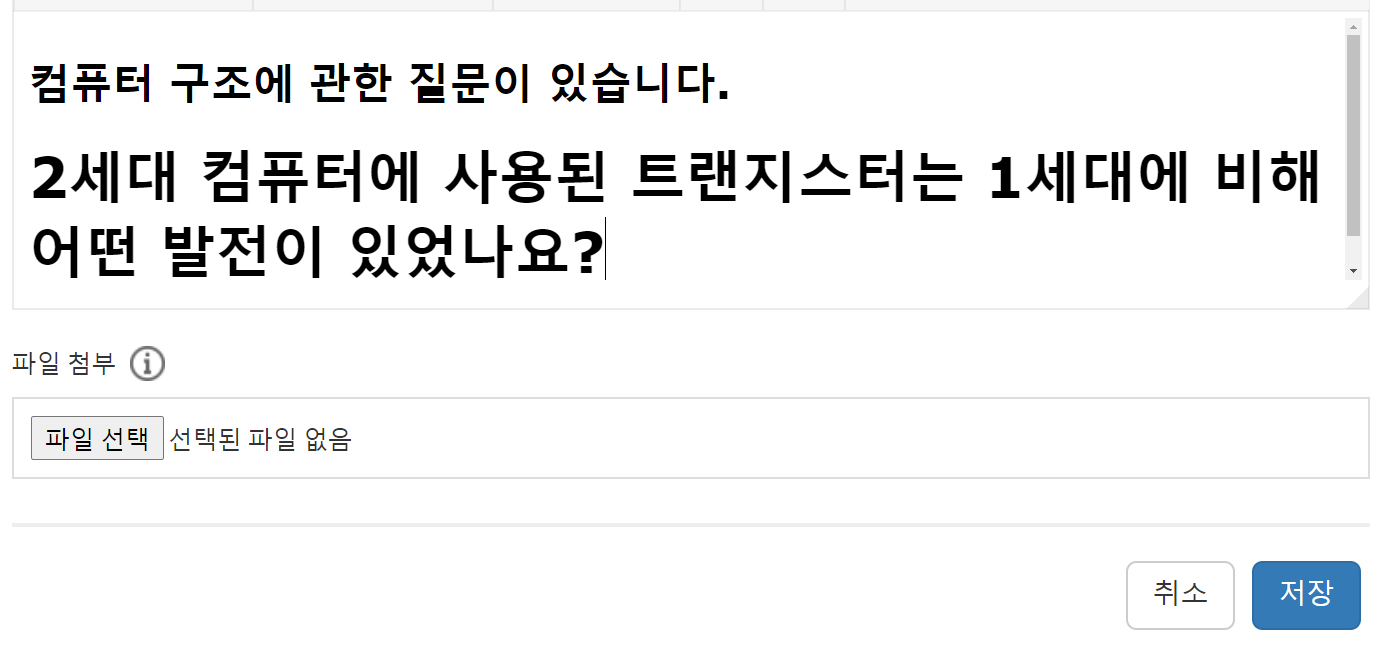 컴퓨터 구조에 관한 질문이 있습니다.
2세대 컴퓨터에 사용된 트랜지스터는 1세대에 비해
어떤 발전이 있었나요?
파일 첨부
파일 선택 선택된 파일 없음
취소 저장